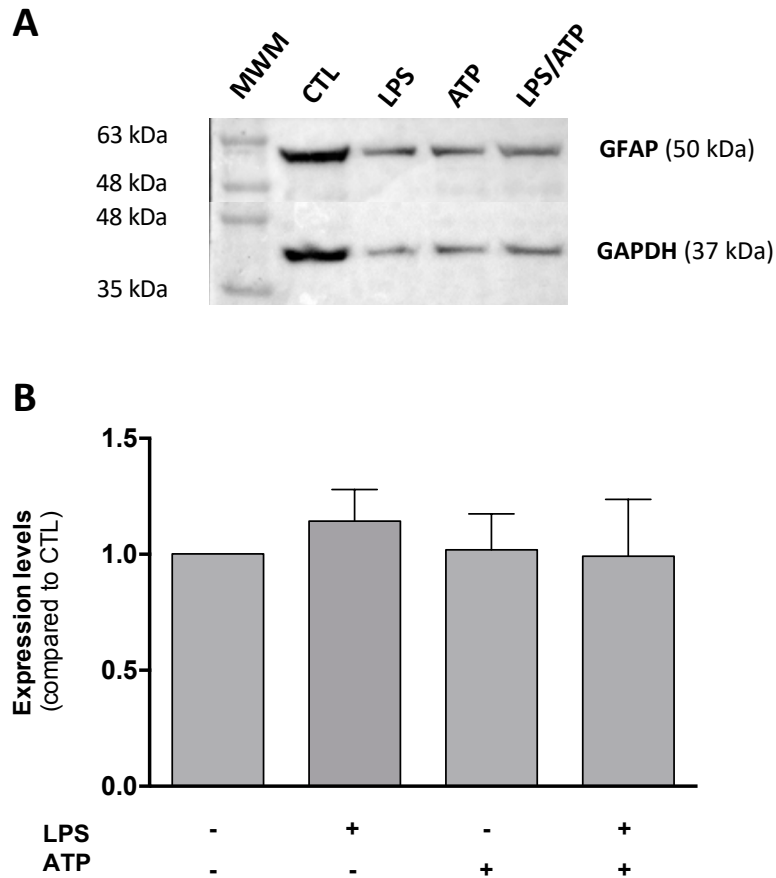 A
MWM CTL LPS ATP LPS/ATP
63 kDa
GFAP (50 kDa)
48 kDa
48 kDa
GAPDH (37 kDa)
35 kDa
B
Expression levels
(compared to CTL)
1.5
1.0
0.5
0.0
LPS - + - +
ATP - - + +